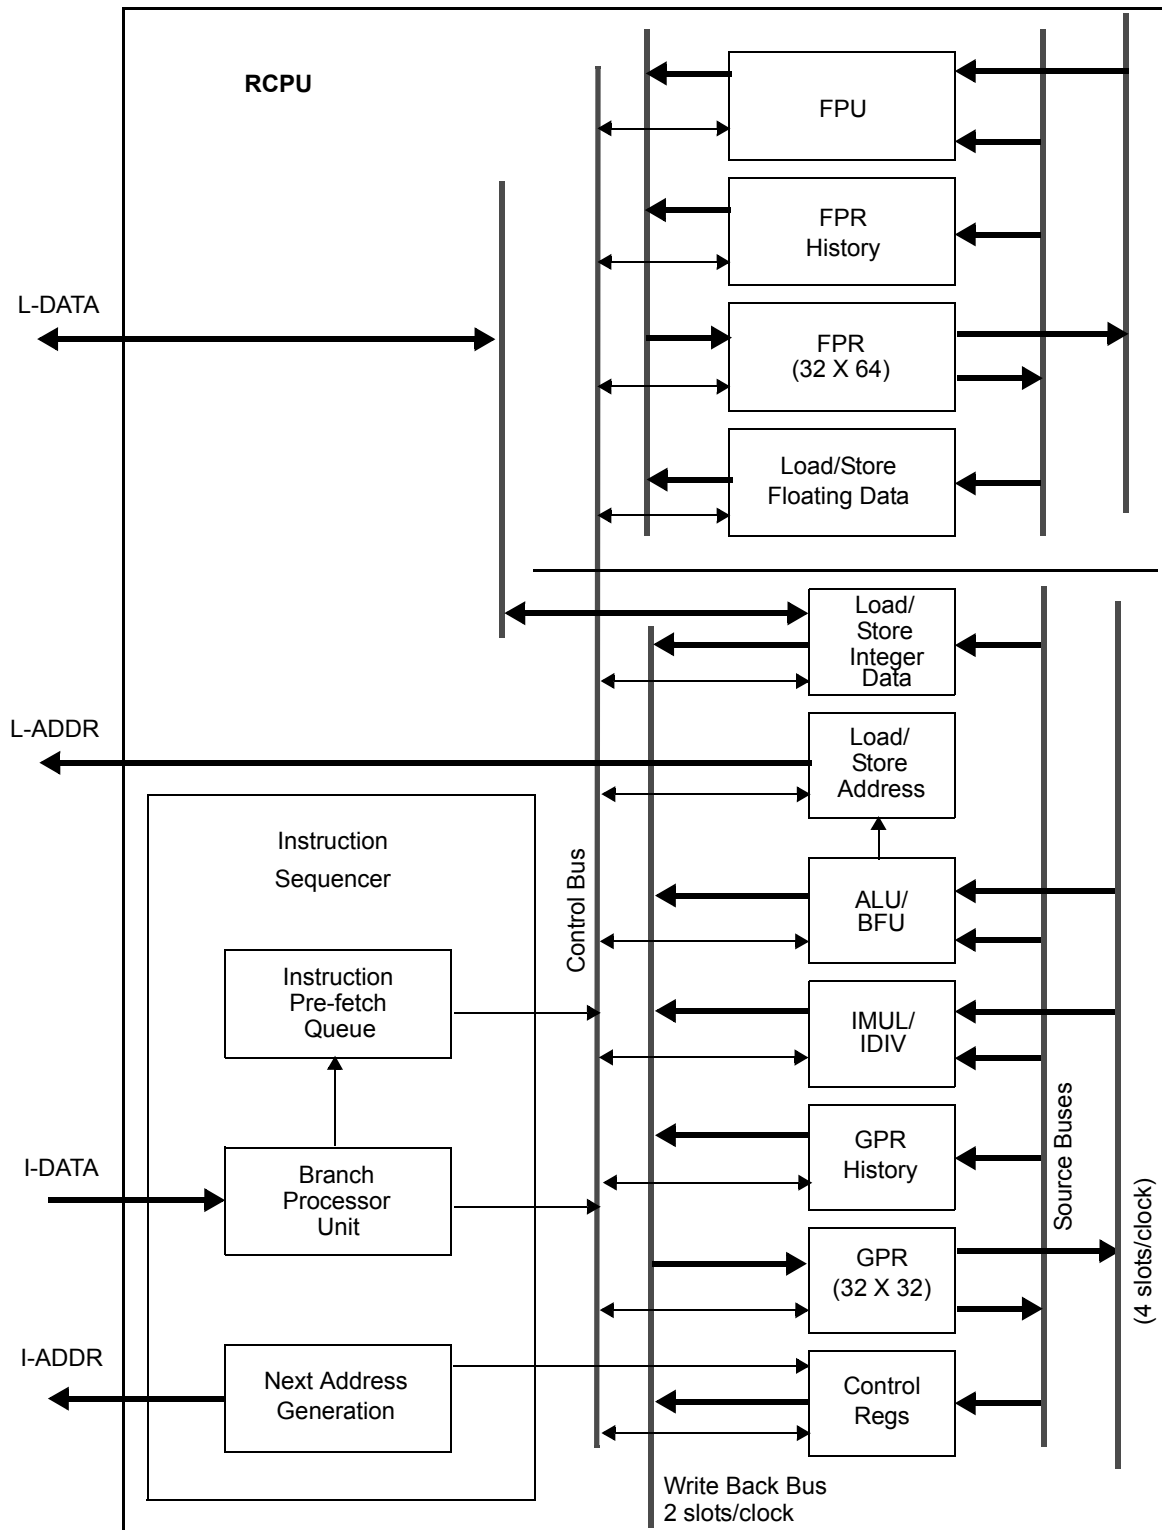 RCPU
FPU
FPR
History
L-DATA
FPR
(32 X 64)
Load/Store
Floating Data
Load/
Store
Integer
Data
L-ADDR
Load/
Store
Address
Instruction
Sequencer
Control Bus
ALU/
BFU
Instruction
Pre-fetch
Queue
IMUL/
IDIV
Source Buses
GPR
History
I-DATA
Branch
Processor
Unit
GPR
(32 X 32)
(4 slots/clock)
I-ADDR
Next Address
Generation
Control
Regs
Write Back Bus
2 slots/clock